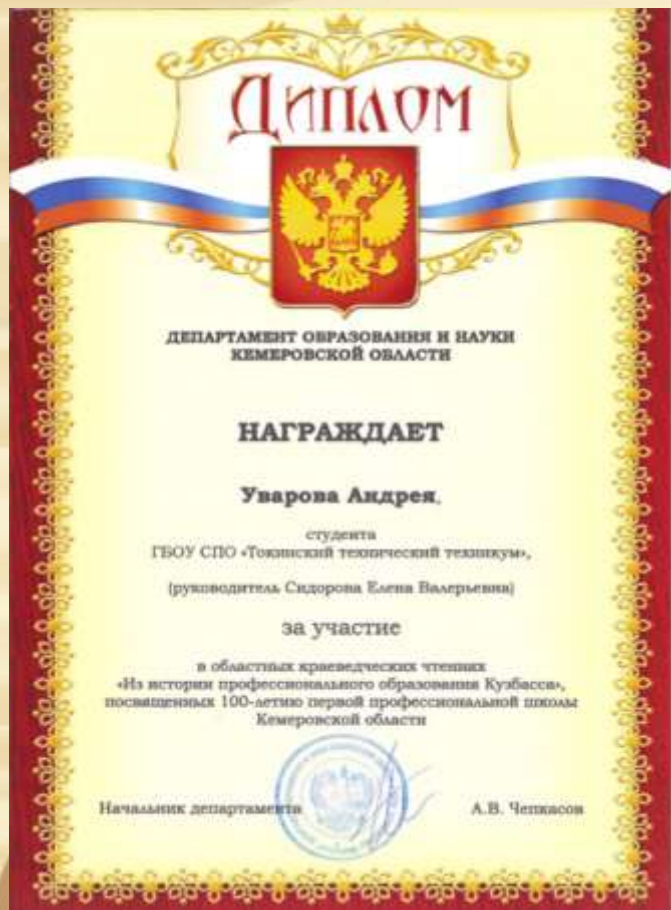 ДИПЛОМ
ДЕПАРТАМЕНТ ОБРАЗОВАНИЯ И НАУКИ
КЕМЕРОВСКОЙ ОБЛАСТИ
НАГРАЖДАЕТ
Уварова Андрея,
студента
ГБОУ СПО «Токинский технический техникум»,
(руководитель Сидорова Елена Валерьевна)
за участие
в областных краеведческих чтениях
«Из истории профессионального образования Кузбасса»,
посвященных 100-летию первой профессиональной школы
Кемеровской области
Начальник департамента А.В. Чепкасов